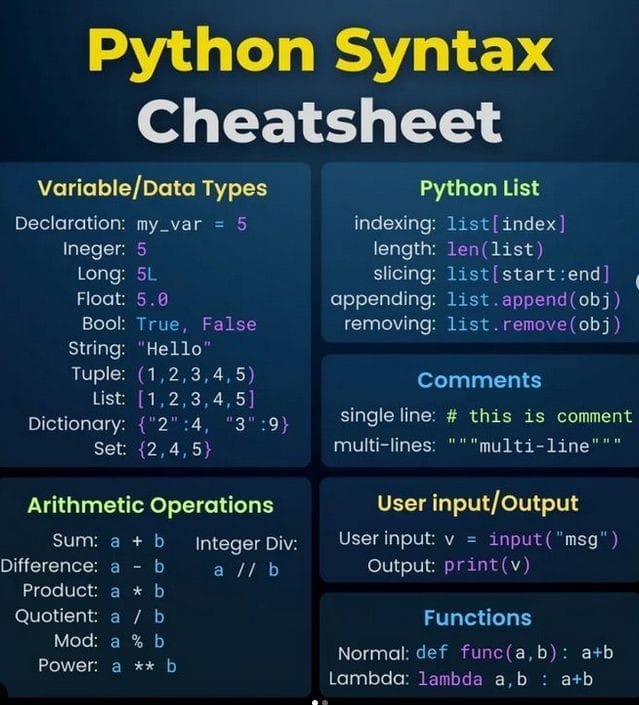 Python Syntax
Cheatsheet
Variable/Data Types
Declaration: my_var = 5
Ineger: 5
Long: 5L
Float: 5.0
Bool: True, False
String: "Hello"
Tuple: (1,2,3,4,5)
List: [1,2,3,4,5]
Dictionary: {"2":4, "3":9}
Set: {2,4,5}
Python List
indexing: list[index]
length: len(list)
slicing: list[start:end]
appending: list.append(obj)
removing: list.remove(obj)
Comments
single line: # this is comment
multi-lines: """multi-line"""
Arithmetic Operations
Sum: a + b
Difference: a - b
Product: a * b
Quotient: a / b
Mod: a % b
Power: a ** b
Integer Div:
a // b
User input/Output
User input: v = input("msg")
Output: print(v)
Functions
Normal: def func(a,b): a+b
Lambda: lambda a,b : a+b